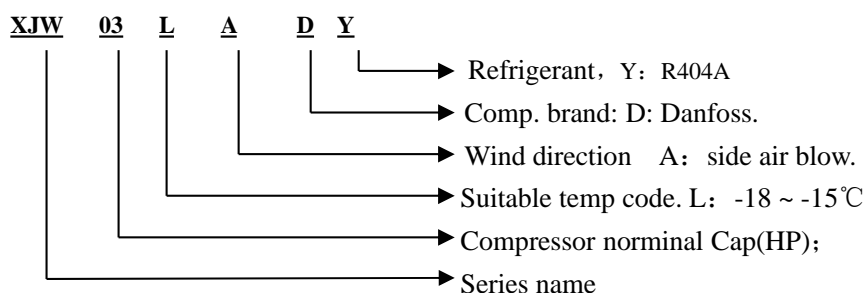 XJW 03 L A D Y
Refrigerant，Y：R404A
Comp. brand: D: Danfoss.
Wind direction A：side air blow.
Suitable temp code. L：-18 ~ -15℃
Compressor norminal Cap(HP)；
Series name